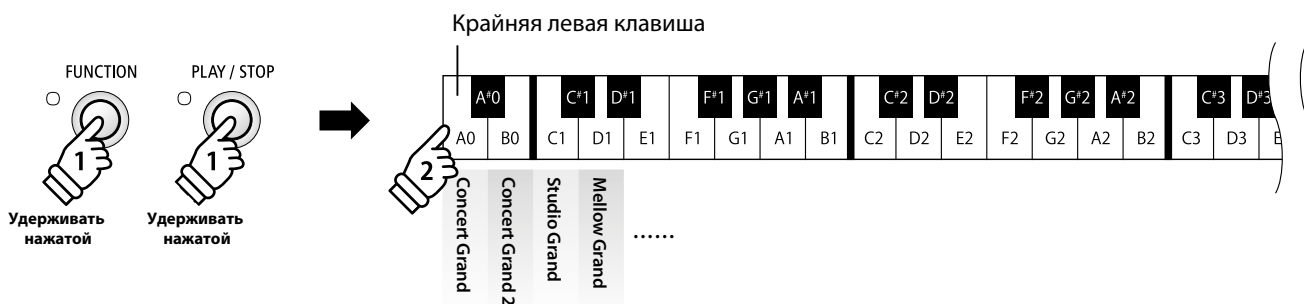 Крайняя левая клавиша
FUNCTION PLAY / STOP
A#0 C#1 D#1 F#1 G#1 A#1 C#2 D#2 F#2 G#2 A#2 C#3 D#3
A0 B0 C1 D1 E1 F1 G1 A1 B1 C2 D2 E2 F2 G2 A2 B2 C3 D3 E
1 1 2
Удерживать Удерживать
нажатой нажатой
Concert Grand
Concert Grand 2
Studio Grand
Mellow Grand
......